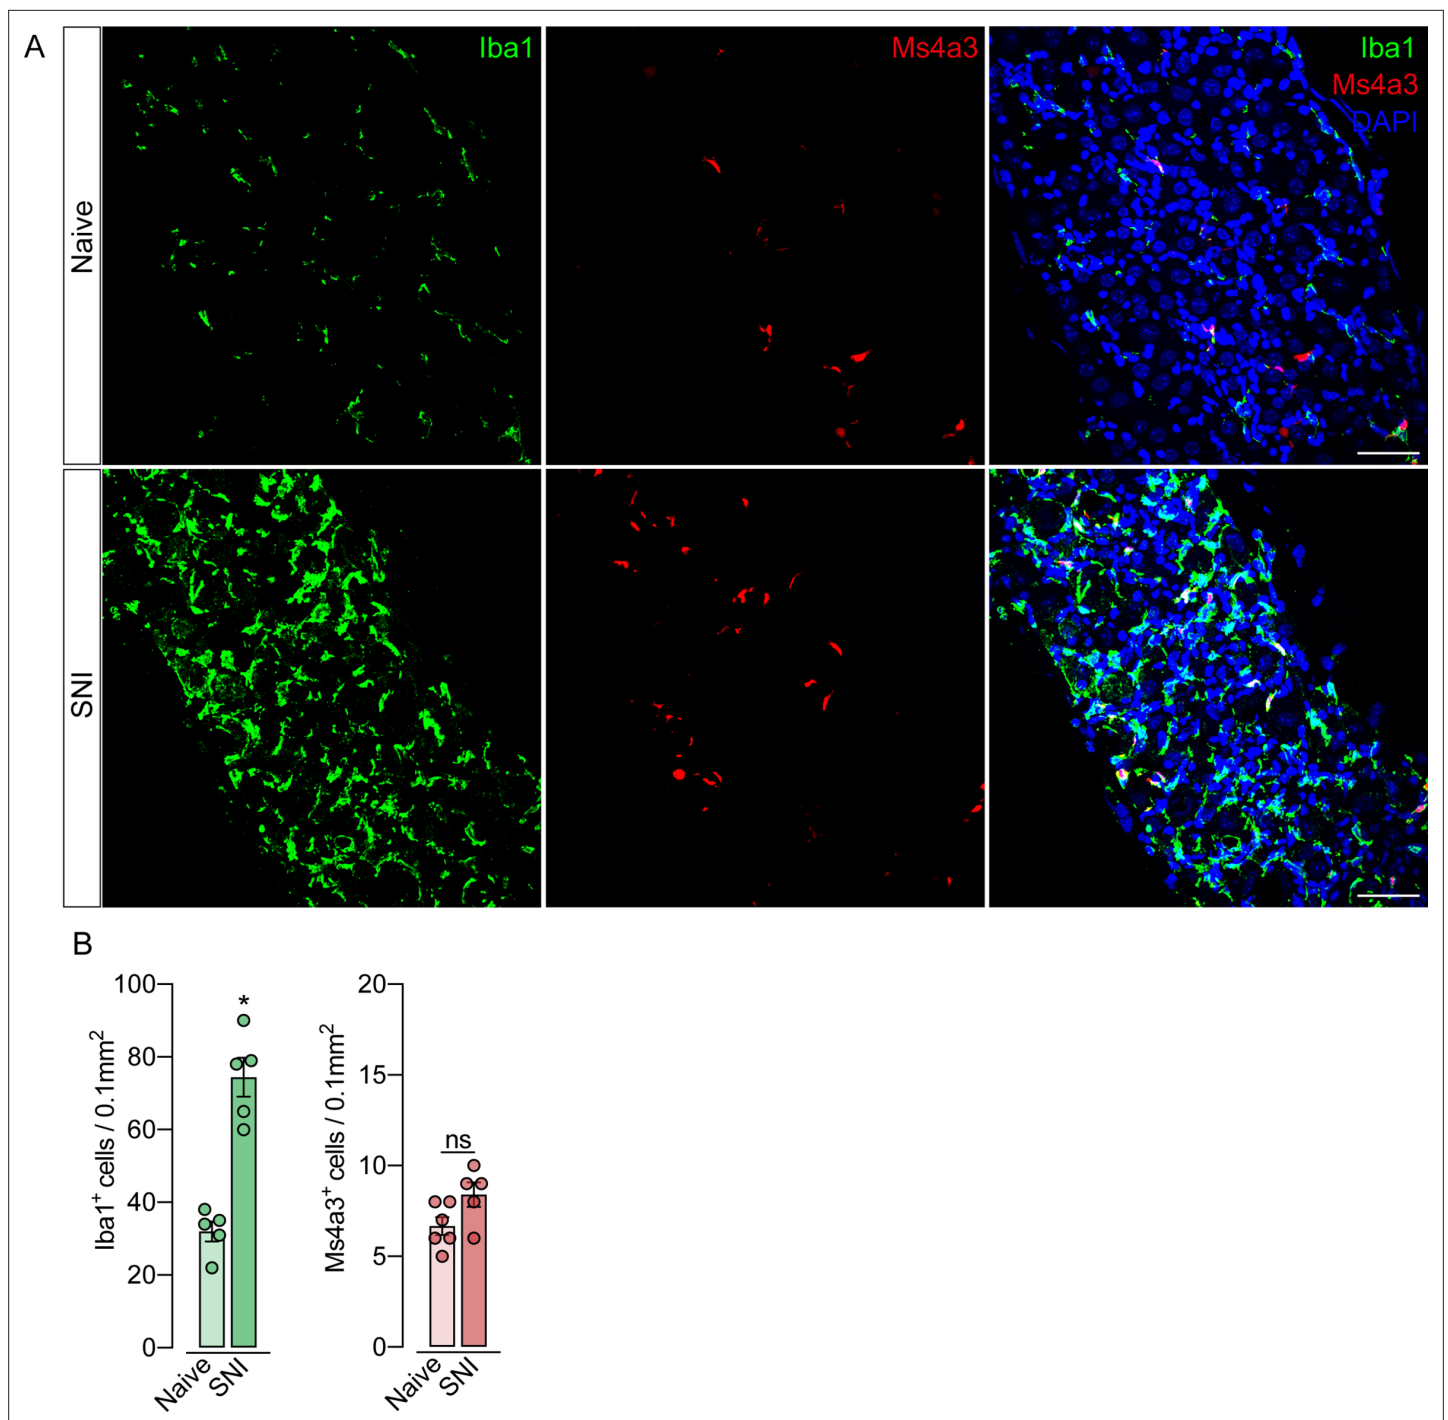 A
Iba1
Ms4a3
Iba1
Ms4a3
DAPI
Naive
SNI
B
100
80
60
40
20
0
Iba1⁺ cells / 0.1mm²
*
Naive
SNI
20
15
10
5
0
Ms4a3⁺ cells / 0.1mm²
ns
Naive
SNI